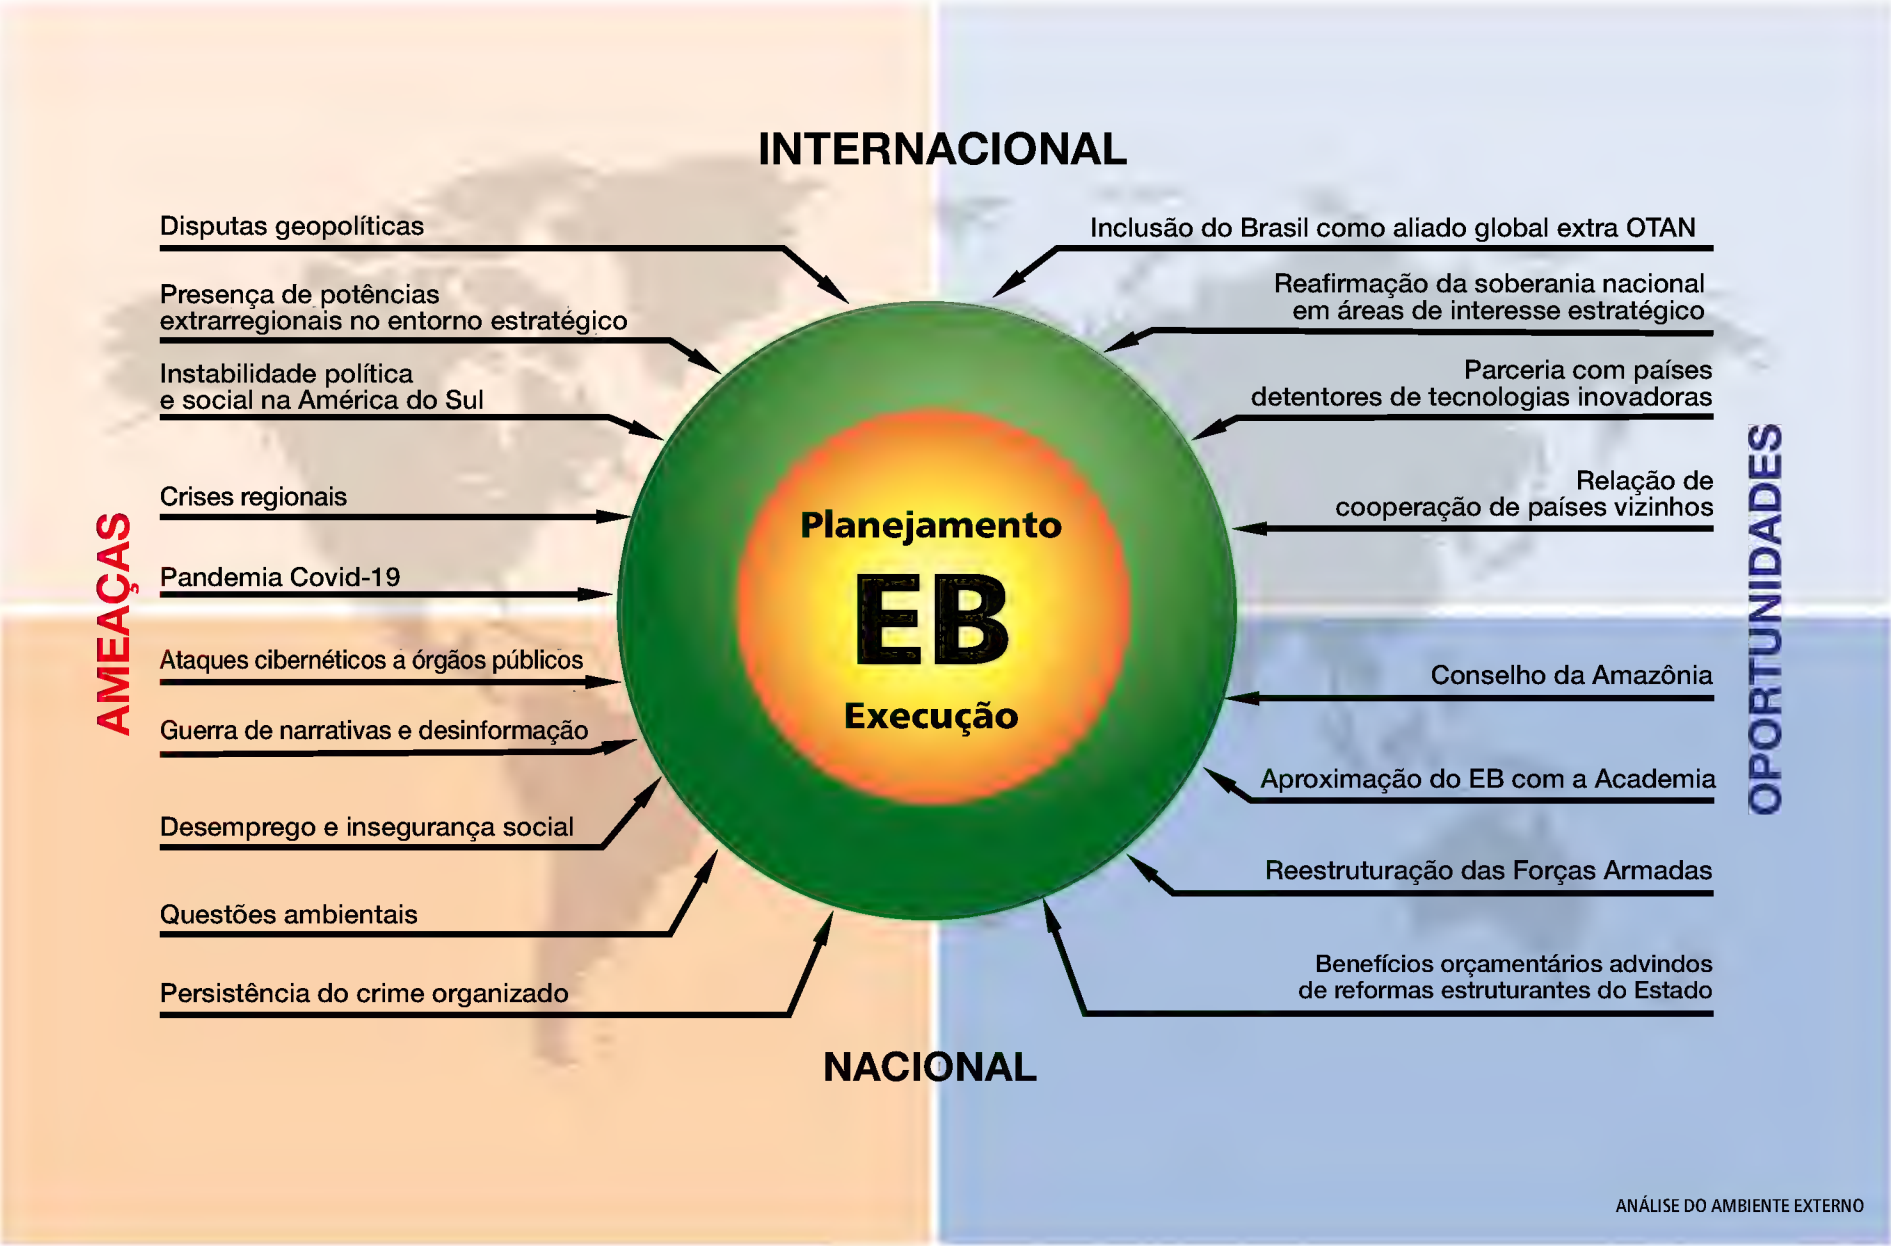 INTERNACIONAL
Disputas geopolíticas
Presença de potências
extrarregionais no entorno estratégico
Instabilidade política
e social na América do Sul
Crises regionais
Pandemia Covid-19
AMEAÇAS
Ataques cibernéticos a órgãos públicos
Guerra de narrativas e desinformação
Desemprego e insegurança social
Questões ambientais
Persistência do crime organizado
Planejamento
EB
Execução
Inclusão do Brasil como aliado global extra OTAN
Reafirmação da soberania nacional
em áreas de interesse estratégico
Parceria com países
detentores de tecnologias inovadoras
Relação de
cooperação de países vizinhos
OPORTUNIDADES
Conselho da Amazônia
Aproximação do EB com a Academia
Reestruturação das Forças Armadas
Benefícios orçamentários advindos
de reformas estruturantes do Estado
NACIONAL
ANÁLISE DO AMBIENTE EXTERNO